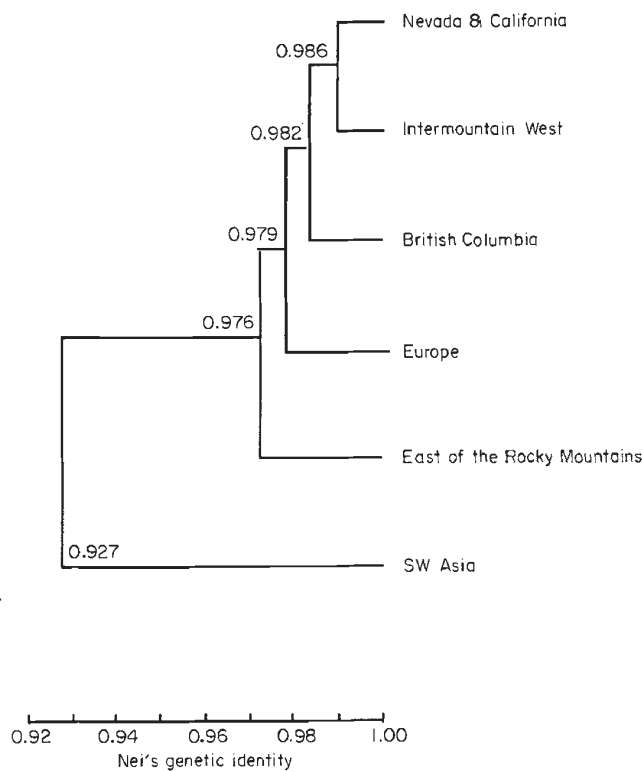 Nevada & California
0.986
Intermountain West
0.982
0.979
British Columbia
0.976
Europe
East of the Rocky Mountains
0.927
SW Asia
0.92 0.94 0.96 0.98 1.00
Nei's genetic identity